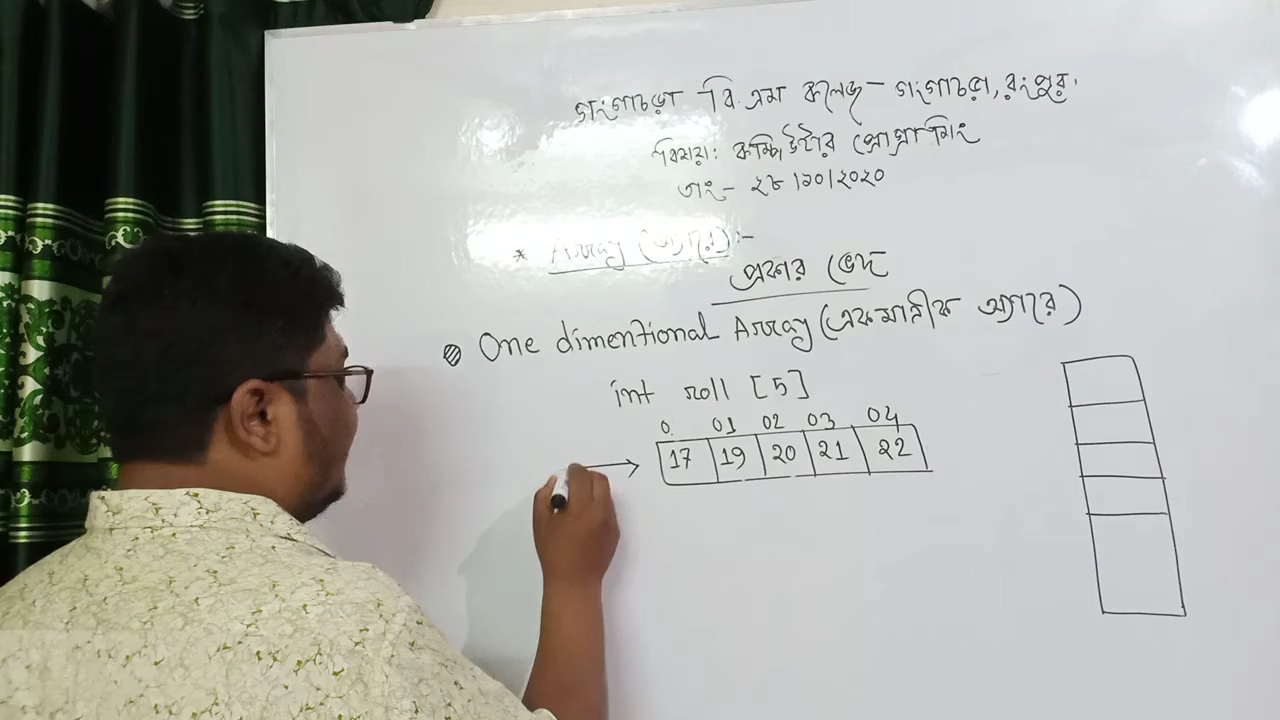 গংগাচড়া বি.এম কলেজ - গংগাচড়া, রংপুর।
বিষয়: কম্পিউটার প্রোগ্রামিং
তাং- ২৮/১০/২০২০
* Array (অ্যারে) :-
প্রকার ভেদ
One dimentional Array (একমাত্রীক অ্যারে)
int roll [5]
0. 01 02 03 04
17 19 20 21 22